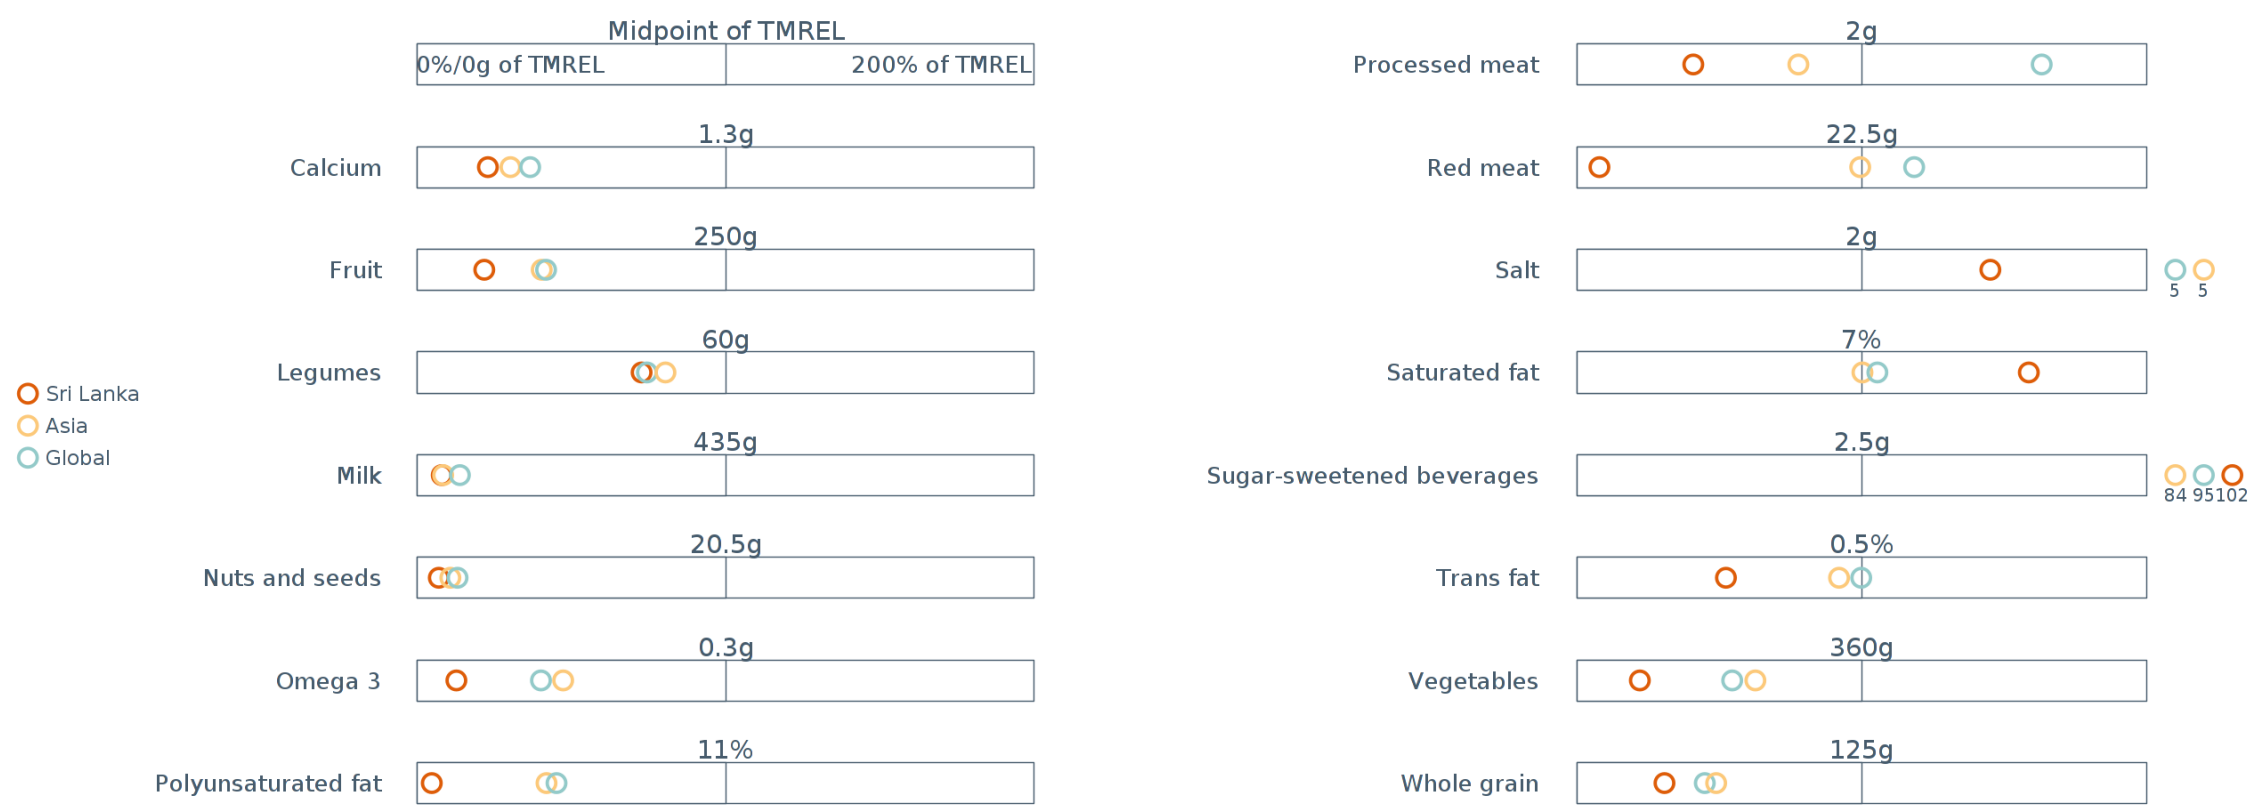 Midpoint of TMREL
0%/0g of TMREL
200% of TMREL
1.3g
Calcium
250g
Fruit
60g
Legumes
435g
Milk
20.5g
Nuts and seeds
0.3g
Omega 3
11%
Polyunsaturated fat
Sri Lanka
Asia
Global
2g
Processed meat
22.5g
Red meat
2g
Salt
5 5
7%
Saturated fat
2.5g
Sugar-sweetened beverages
84 95 102
0.5%
Trans fat
360g
Vegetables
125g
Whole grain